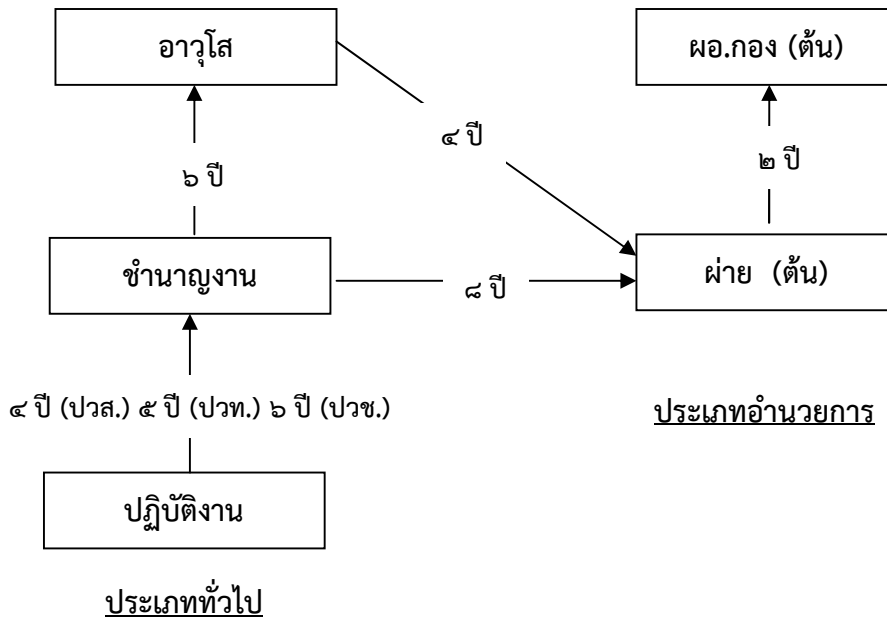 อาวุโส
ผอ.กอง (ต้น)
๔ ปี
๖ ปี
๒ ปี
ชำนาญงาน
ฝ่าย (ต้น)
๘ ปี
๔ ปี (ปวส.) ๕ ปี (ปวท.) ๖ ปี (ปวช.)
ประเภทอำนวยการ
ปฏิบัติงาน
ประเภททั่วไป